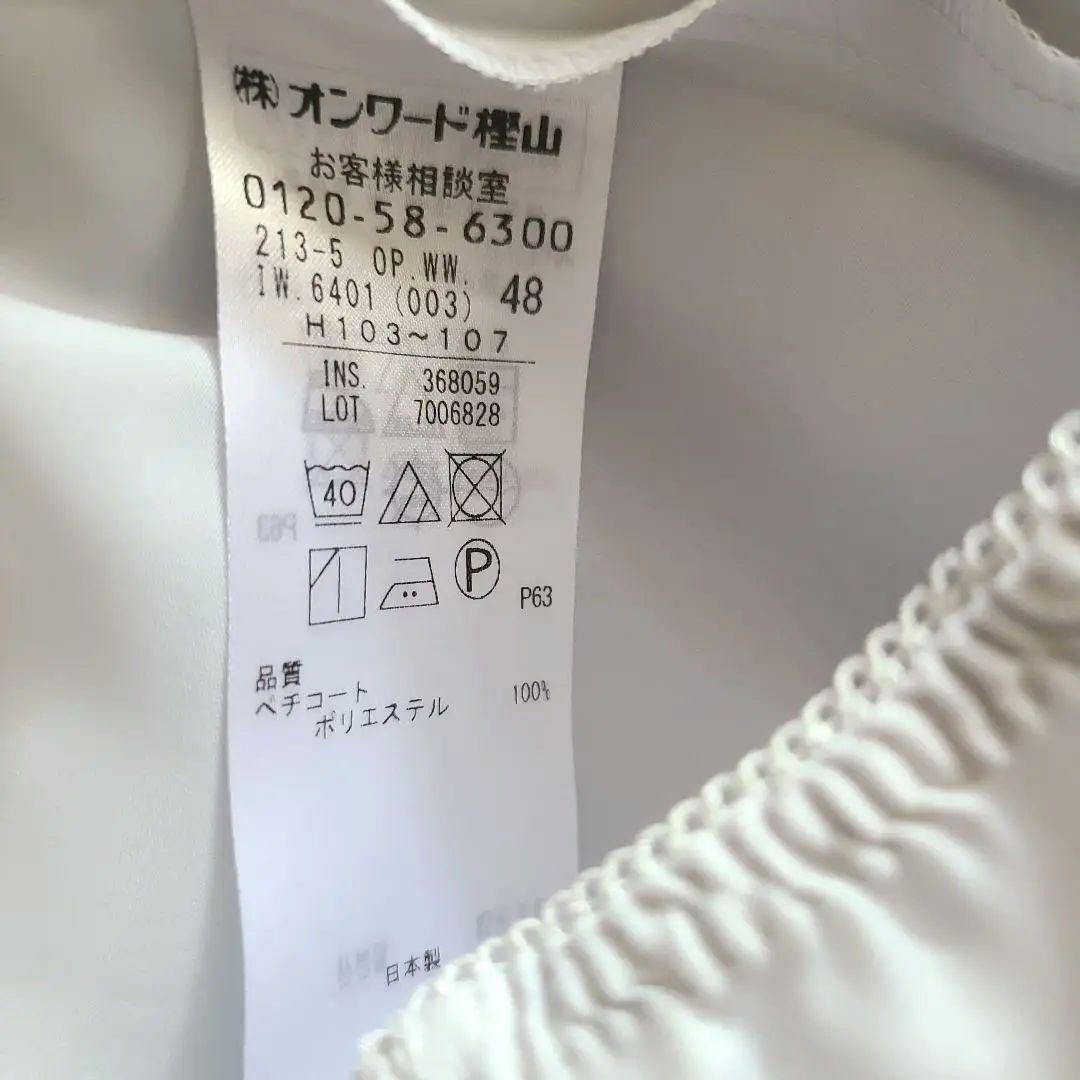 ㈱オンワード樫山
お客様相談室
0120-58-6300
213-5 OP.WW.
IW.6401 (003) 48
H103~107
INS. 368059
LOT 7006828
40
P
P63
品質
ペチコート
ポリエステル 100%
日本製